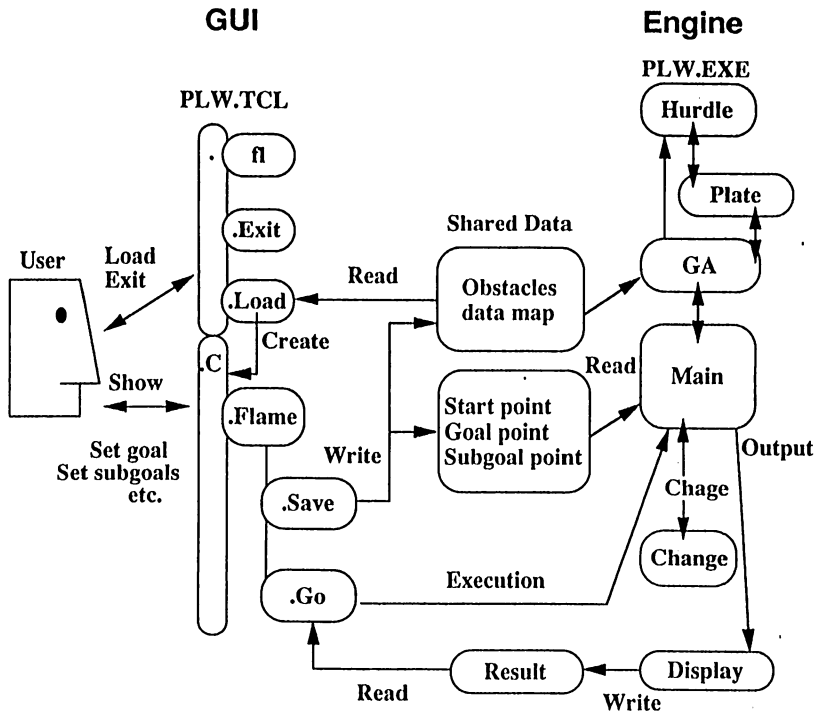 GUI
Engine
PLW.TCL
PLW.EXE
.
fl
Hurdle
Plate
.Exit
Shared Data
User
Load
Exit
GA
.Load
Read
Obstacles
data map
Create
.C
Read
Main
Show
.Flame
Start point
Goal point
Subgoal point
Output
Set goal
Set subgoals
etc.
Write
.Save
Chage
Change
Execution
.Go
Result
Display
Read
Write